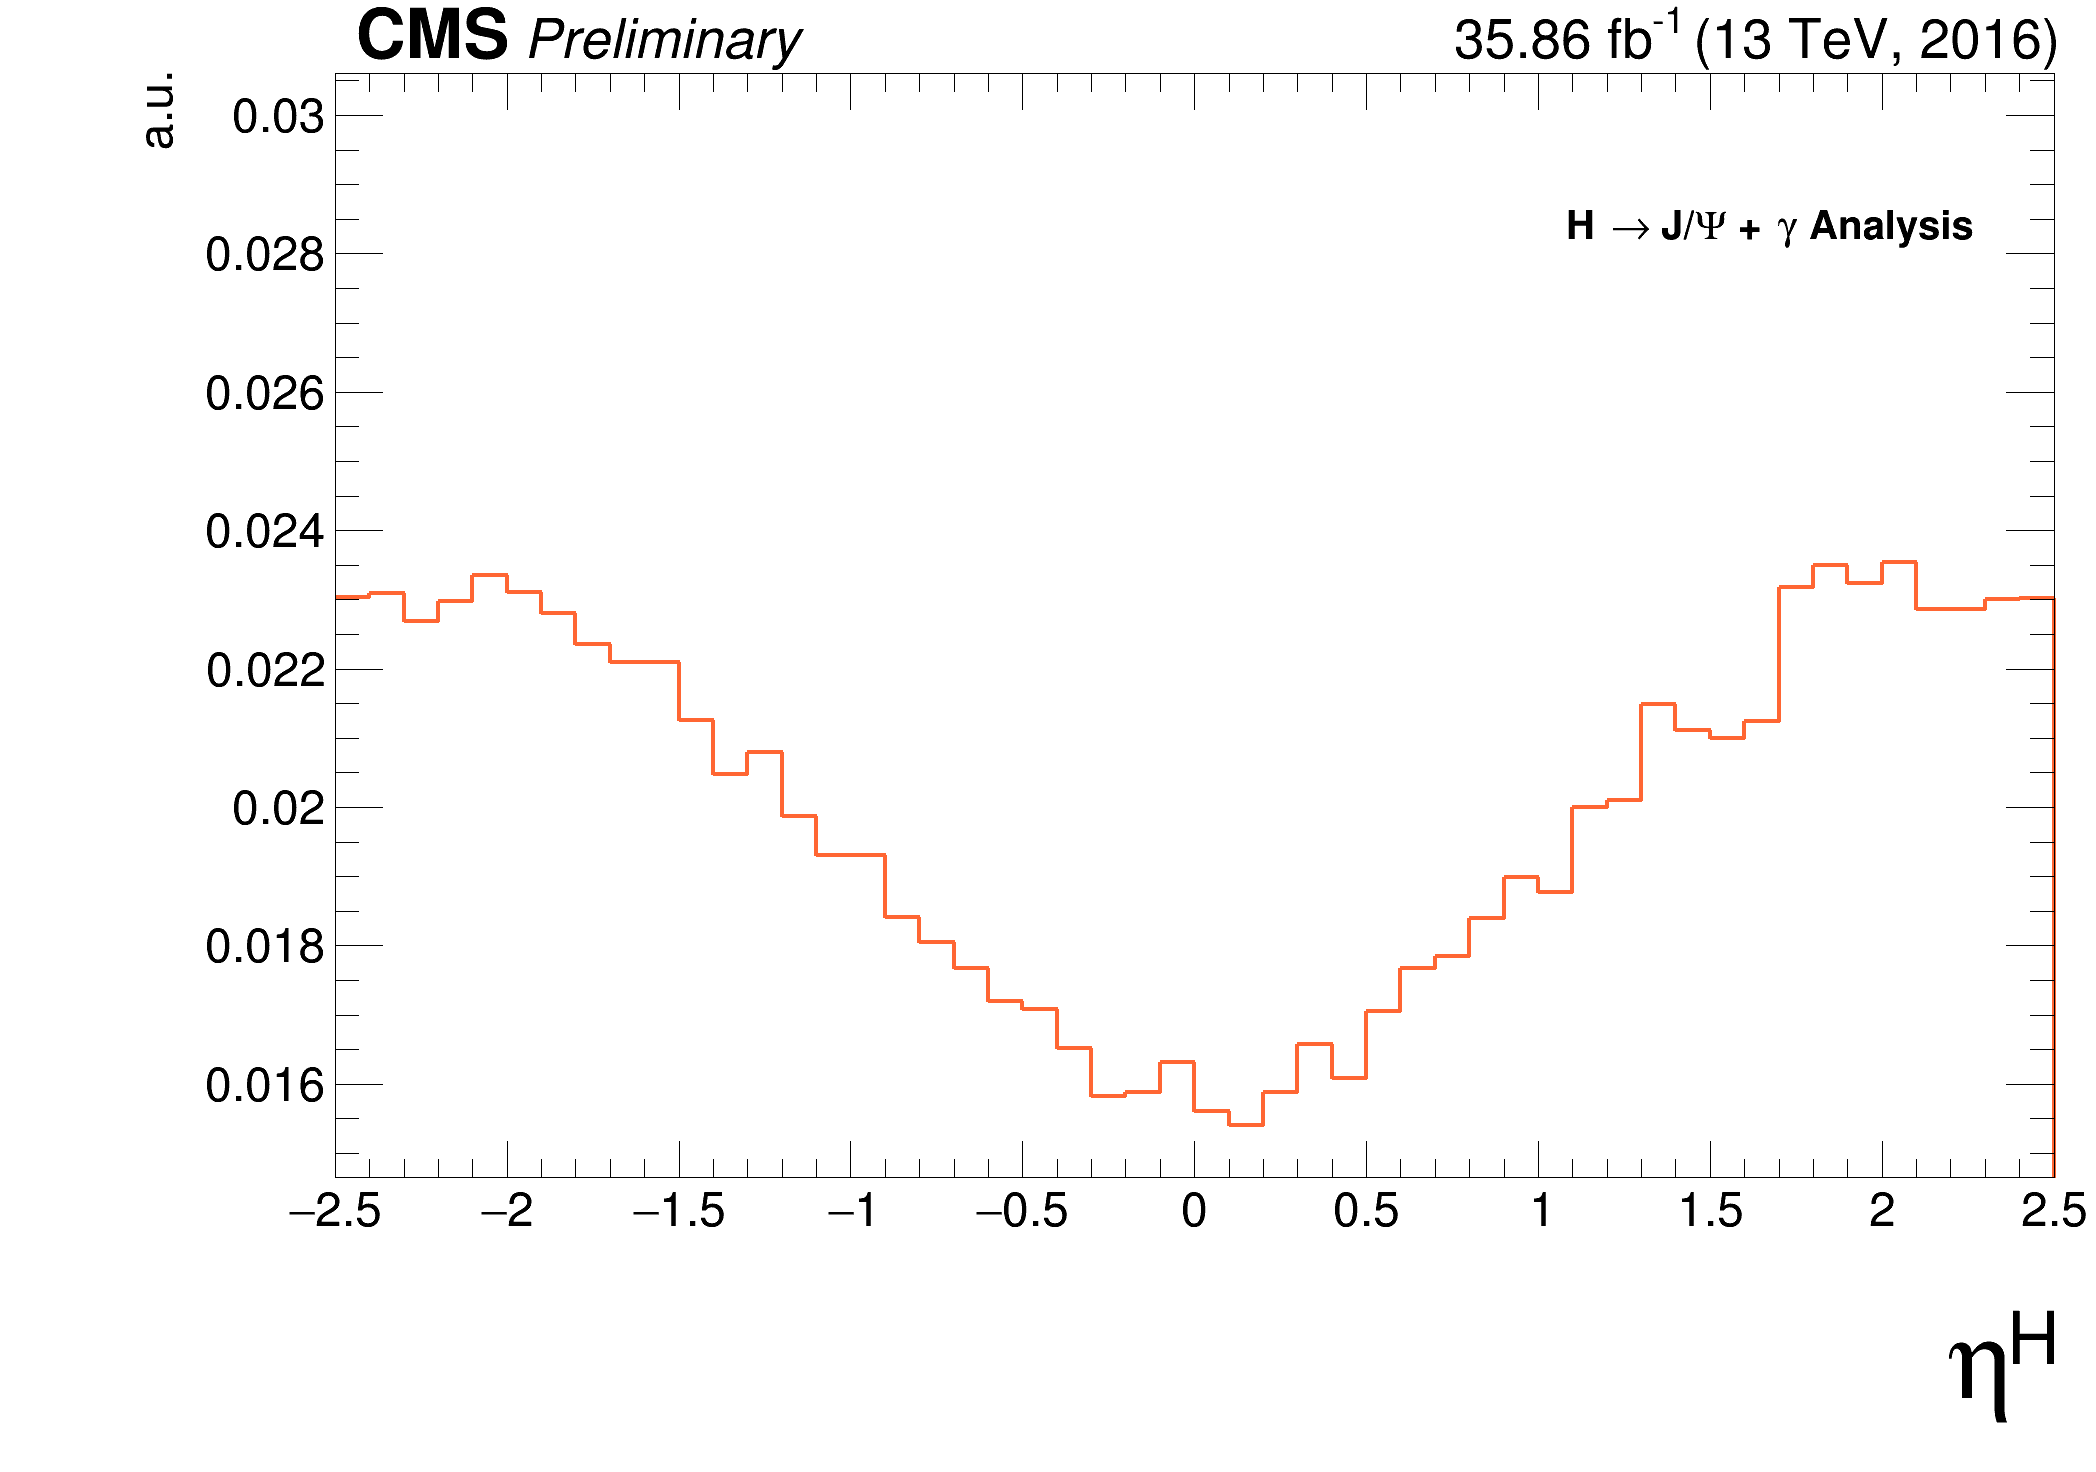 CMS Preliminary 35.86 fb⁻¹ (13 TeV, 2016)
a.u.
0.03
H → J/Ψ + γ Analysis
0.028
0.026
0.024
0.022
0.02
0.018
0.016
−2.5 −2 −1.5 −1 −0.5 0 0.5 1 1.5 2 2.5
ηᴴ